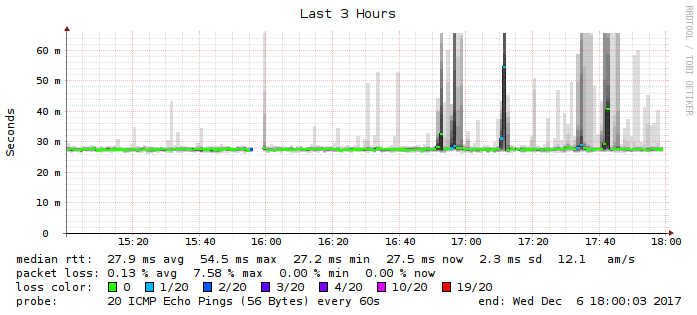 Last 3 Hours
RRDTOOL / TOBI OETIKER
Seconds
60 m
50 m
40 m
30 m
20 m
10 m
0
15:20 15:40 16:00 16:20 16:40 17:00 17:20 17:40 18:00
median rtt: 27.9 ms avg 54.5 ms max 27.2 ms min 27.5 ms now 2.3 ms sd 12.1 am/s
packet loss: 0.13 % avg 7.58 % max 0.00 % min 0.00 % now
loss color: 0 1/20 2/20 3/20 4/20 10/20 19/20
probe: 20 ICMP Echo Pings (56 Bytes) every 60s end: Wed Dec 6 18:00:03 2017